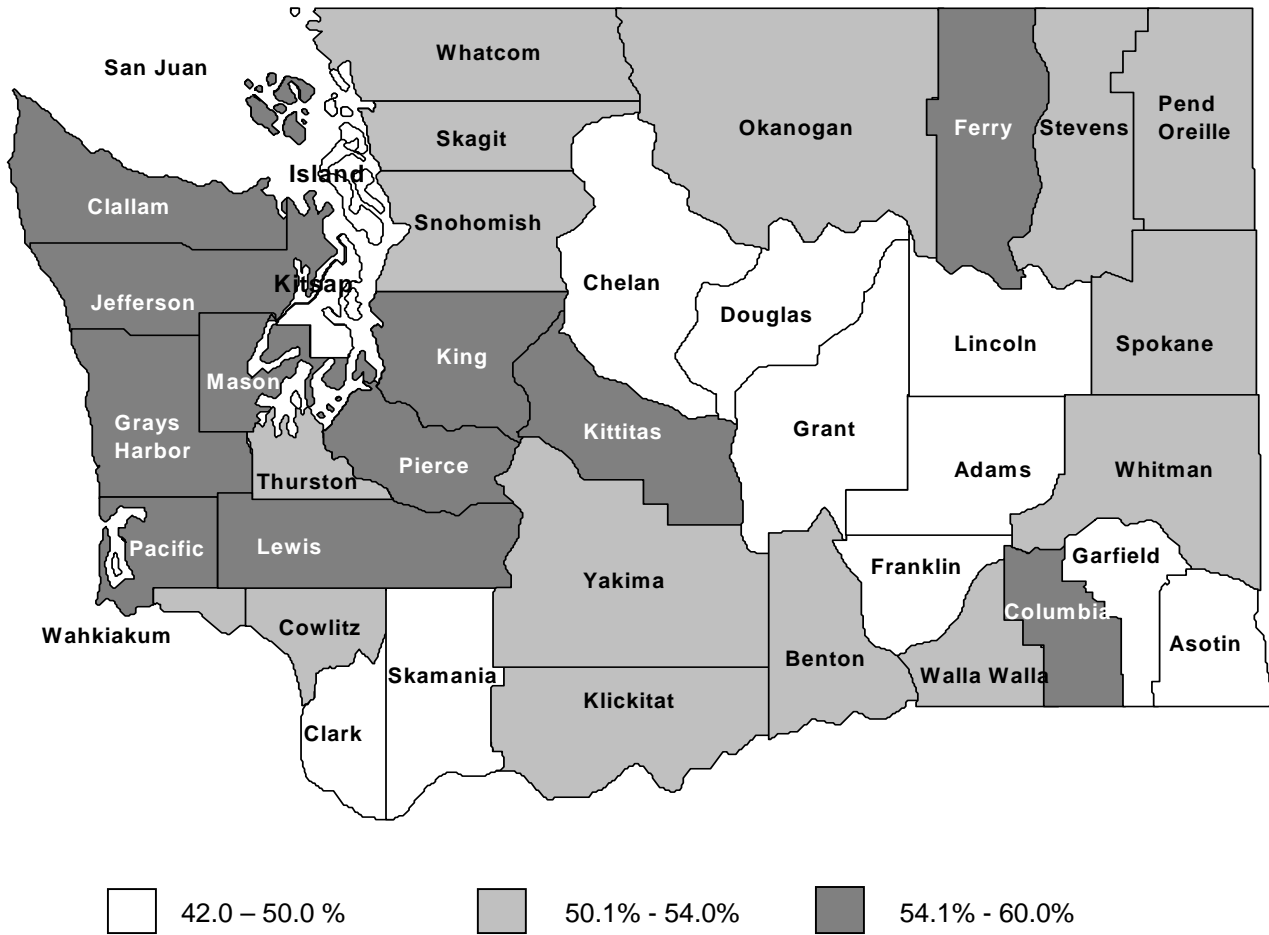 Whatcom
San Juan
Pend
Oreille
Okanogan
Ferry
Stevens
Skagit
Island
Clallam
Snohomish
Chelan
Kitsap
Jefferson
Douglas
Lincoln
Spokane
King
Mason
Grays
Harbor
Kittitas
Grant
Pierce
Adams
Whitman
Thurston
Pacific
Lewis
Garfield
Franklin
Yakima
Columbia
Wahkiakum
Cowlitz
Asotin
Benton
Skamania
Walla Walla
Klickitat
Clark
42.0 – 50.0 %
50.1% - 54.0%
54.1% - 60.0%